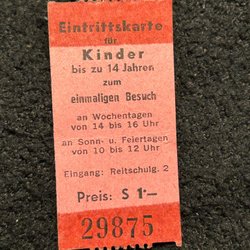 Eintrittskarte
für
Kinder
bis zu 14 Jahren
zum
einmaligen Besuch
an Wochentagen
von 14 bis 16 Uhr
an Sonn- u. Feiertagen
von 10 bis 12 Uhr
Eingang: Reitschulg. 2
Preis: S 1·—
29875